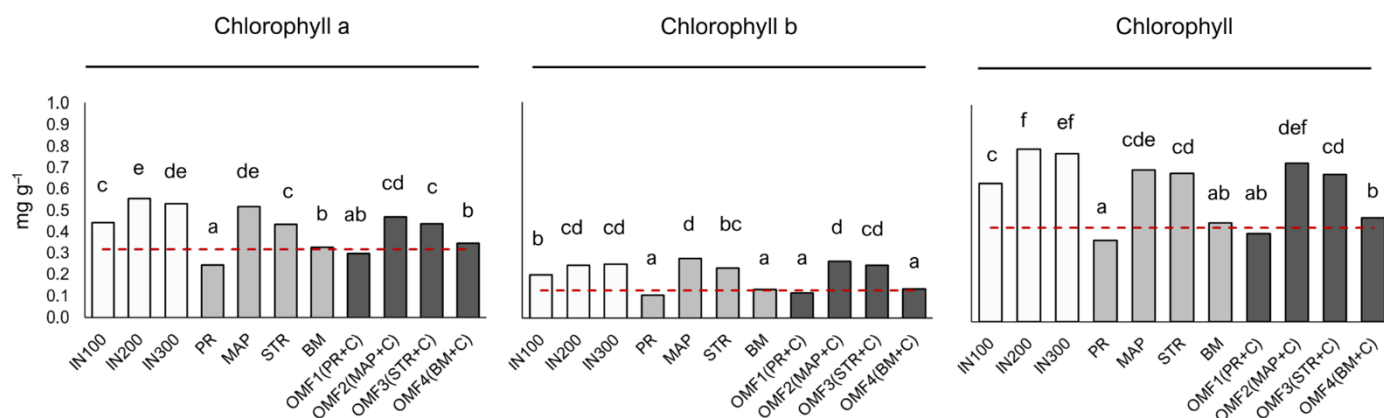 Chlorophyll a
Chlorophyll b
Chlorophyll
mg g⁻¹
1.0
0.9
0.8
0.7
0.6
0.5
0.4
0.3
0.2
0.1
0.0
c e de a de c b ab cd c b
b cd cd a d bc a a d cd a
c f ef a cde cd ab ab def cd b
IN100 IN200 IN300 PR MAP STR BM OMF1(PR+C) OMF2(MAP+C) OMF3(STR+C) OMF4(BM+C)
IN100 IN200 IN300 PR MAP STR BM OMF1(PR+C) OMF2(MAP+C) OMF3(STR+C) OMF4(BM+C)
IN100 IN200 IN300 PR MAP STR BM OMF1(PR+C) OMF2(MAP+C) OMF3(STR+C) OMF4(BM+C)